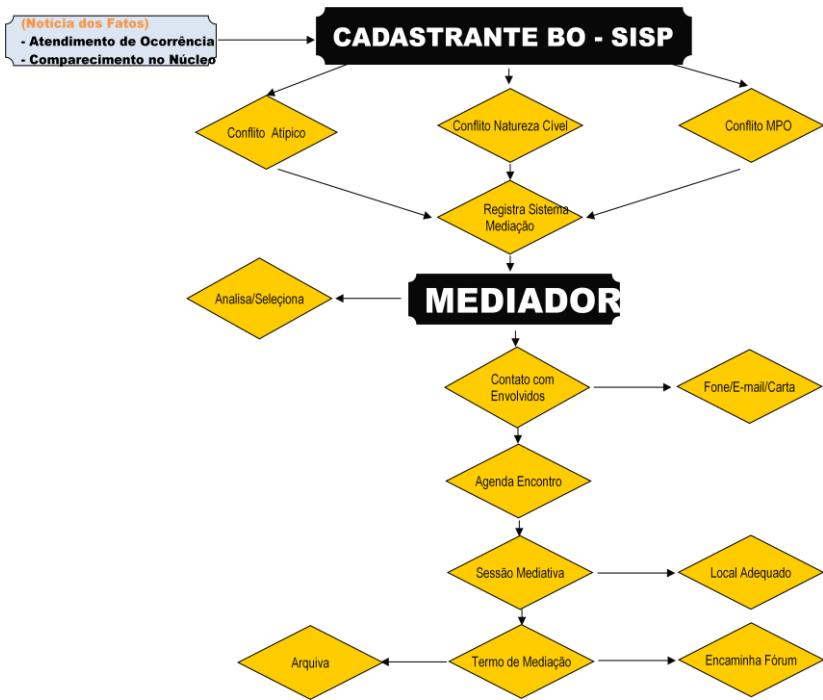 (Notícia dos Fatos)
- Atendimento de Ocorrência
- Comparecimento no Núcleo
CADASTRANTE BO - SISP
Conflito Atípico
Conflito Natureza Cível
Conflito MPO
Registra Sistema
Mediação
MEDIADOR
Analisa/Seleçiona
Contato com
Envolvidos
Fone/E-mail/Carta
Agenda Encontro
Sessão Mediativa
Local Adequado
Arquiva
Termo de Mediação
Encaminha Fórum